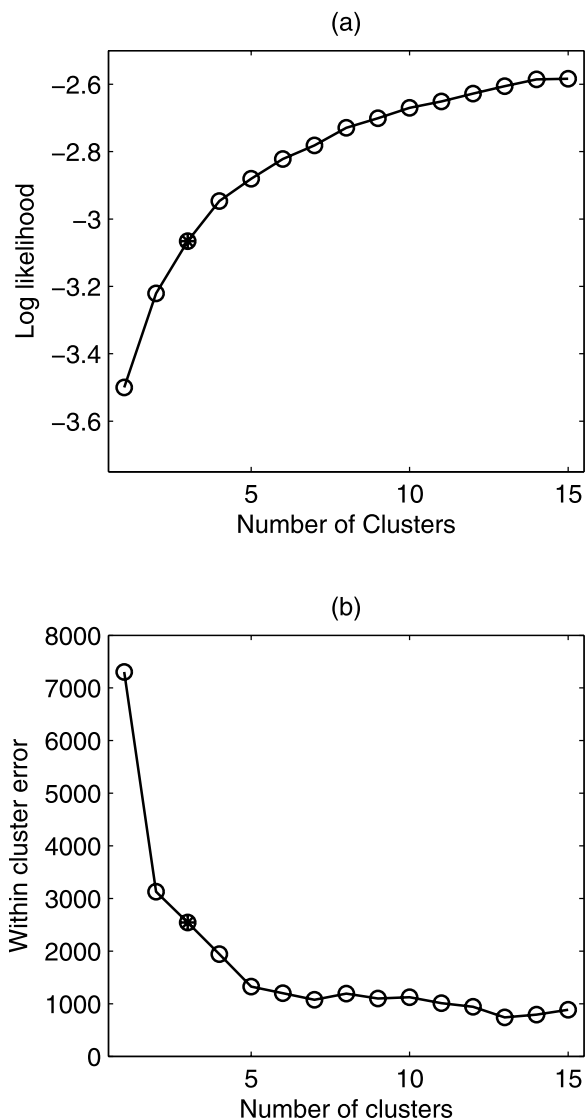 (a)
−2.6
−2.8
−3
−3.2
−3.4
−3.6
Log likelihood
5 10 15
Number of Clusters
(b)
8000
7000
6000
5000
4000
3000
2000
1000
0
Within cluster error
5 10 15
Number of clusters